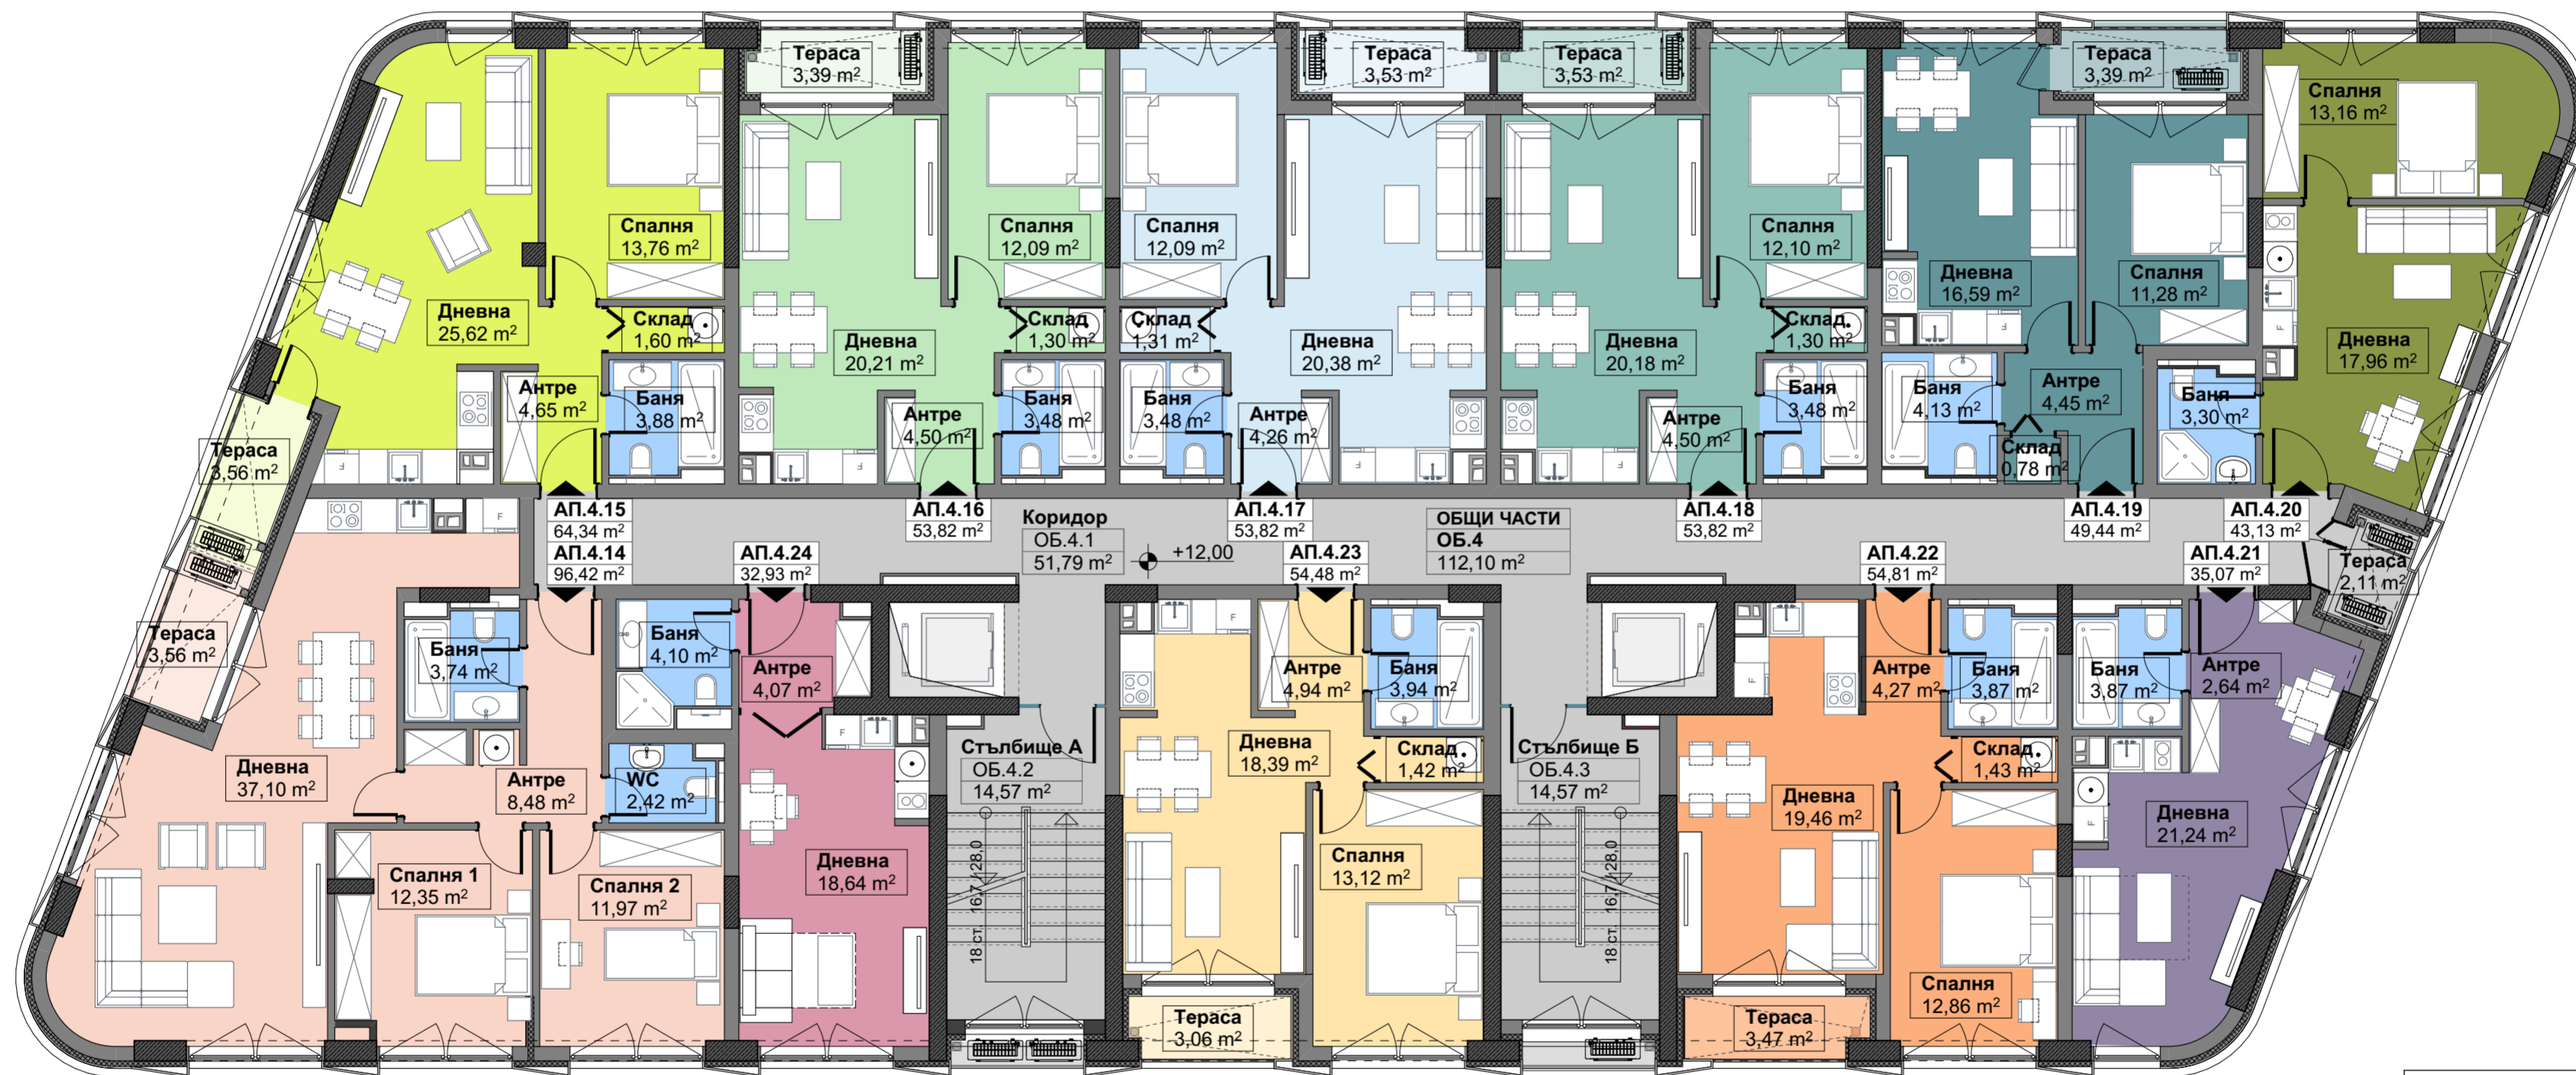 Тераса
3,39 m²
Тераса
3,53 m²
Тераса
3,53 m²
Тераса
3,39 m²
Спалня
13,16 m²
Спалня
13,76 m²
Спалня
12,09 m²
Спалня
12,09 m²
Спалня
12,10 m²
Дневна
16,59 m²
Спалня
11,28 m²
Дневна
25,62 m²
Склад
1,60 m²
Дневна
20,21 m²
Склад
1,30 m²
Склад
1,31 m²
Дневна
20,38 m²
Дневна
20,18 m²
Склад
1,30 m²
Дневна
17,96 m²
Антре
4,65 m²
Баня
3,88 m²
Антре
4,50 m²
Баня
3,48 m²
Баня
3,48 m²
Антре
4,26 m²
Антре
4,50 m²
Баня
3,48 m²
Баня
4,13 m²
Антре
4,45 m²
Баня
3,30 m²
Склад
0,78 m²
Тераса
3,56 m²
АП.4.15
64,34 m²
АП.4.14
96,42 m²
АП.4.24
32,93 m²
АП.4.16
53,82 m²
Коридор
ОБ.4.1
51,79 m²
+12,00
АП.4.17
53,82 m²
АП.4.23
54,48 m²
ОБЩИ ЧАСТИ
ОБ.4
112,10 m²
АП.4.18
53,82 m²
АП.4.22
54,81 m²
АП.4.19
49,44 m²
АП.4.20
43,13 m²
АП.4.21
35,07 m²
Тераса
2,11 m²
Тераса
3,56 m²
Баня
3,74 m²
Баня
4,10 m²
Антре
4,07 m²
Антре
4,94 m²
Баня
3,94 m²
Антре
4,27 m²
Баня
3,87 m²
Баня
3,87 m²
Антре
2,64 m²
Дневна
37,10 m²
Антре
8,48 m²
WC
2,42 m²
Стълбище А
ОБ.4.2
14,57 m²
Дневна
18,39 m²
Склад
1,42 m²
Стълбище Б
ОБ.4.3
14,57 m²
Дневна
19,46 m²
Склад
1,43 m²
Дневна
21,24 m²
Спалня 1
12,35 m²
Спалня 2
11,97 m²
Дневна
18,64 m²
18 ст. 16,7 / 28,0
Спалня
13,12 m²
18 ст. 16,7 / 28,0
Спалня
12,86 m²
Тераса
3,06 m²
Тераса
3,47 m²